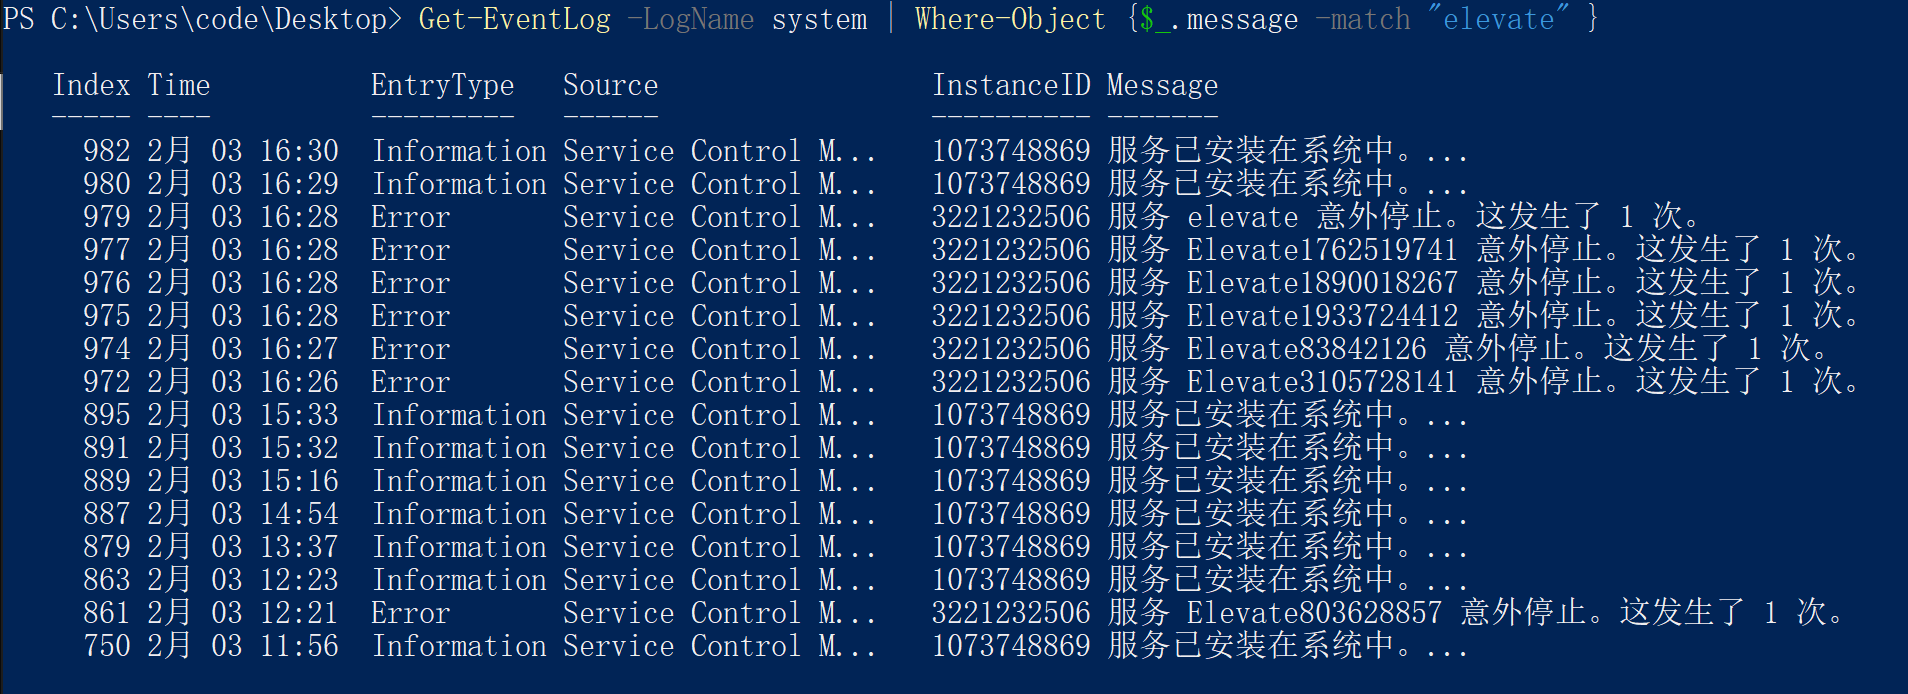 PS C:\Users\code\Desktop> Get-EventLog -LogName system | Where-Object {$_.message -match "elevate" }
Index Time EntryType Source InstanceID Message
----- ---- --------- ------ ---------- -------
982 2月 03 16:30 Information Service Control M... 1073748869 服务已安装在系统中。...
980 2月 03 16:29 Information Service Control M... 1073748869 服务已安装在系统中。...
979 2月 03 16:28 Error Service Control M... 3221232506 服务 elevate 意外停止。这发生了 1 次。
977 2月 03 16:28 Error Service Control M... 3221232506 服务 Elevate1762519741 意外停止。这发生了 1 次。
976 2月 03 16:28 Error Service Control M... 3221232506 服务 Elevate1890018267 意外停止。这发生了 1 次。
975 2月 03 16:28 Error Service Control M... 3221232506 服务 Elevate1933724412 意外停止。这发生了 1 次。
974 2月 03 16:27 Error Service Control M... 3221232506 服务 Elevate83842126 意外停止。这发生了 1 次。
972 2月 03 16:26 Error Service Control M... 3221232506 服务 Elevate3105728141 意外停止。这发生了 1 次。
895 2月 03 15:33 Information Service Control M... 1073748869 服务已安装在系统中。...
891 2月 03 15:32 Information Service Control M... 1073748869 服务已安装在系统中。...
889 2月 03 15:16 Information Service Control M... 1073748869 服务已安装在系统中。...
887 2月 03 14:54 Information Service Control M... 1073748869 服务已安装在系统中。...
879 2月 03 13:37 Information Service Control M... 1073748869 服务已安装在系统中。...
863 2月 03 12:23 Information Service Control M... 1073748869 服务已安装在系统中。...
861 2月 03 12:21 Error Service Control M... 3221232506 服务 Elevate803628857 意外停止。这发生了 1 次。
750 2月 03 11:56 Information Service Control M... 1073748869 服务已安装在系统中。...